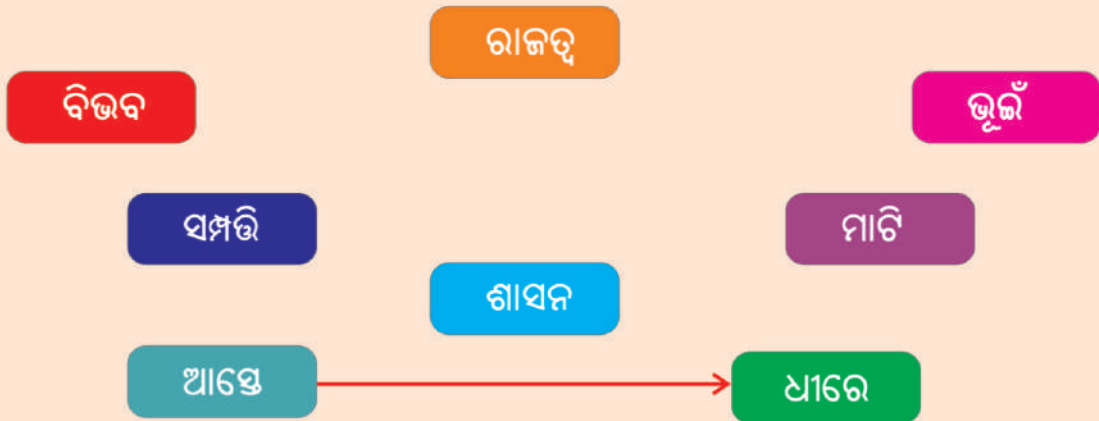 ରାଜତ୍ୱ
ବିଭବ
ଭୂଇଁ
ସମ୍ପତ୍ତି
ମାଟି
ଶାସନ
ଆସ୍ତେ
ଧୀରେ